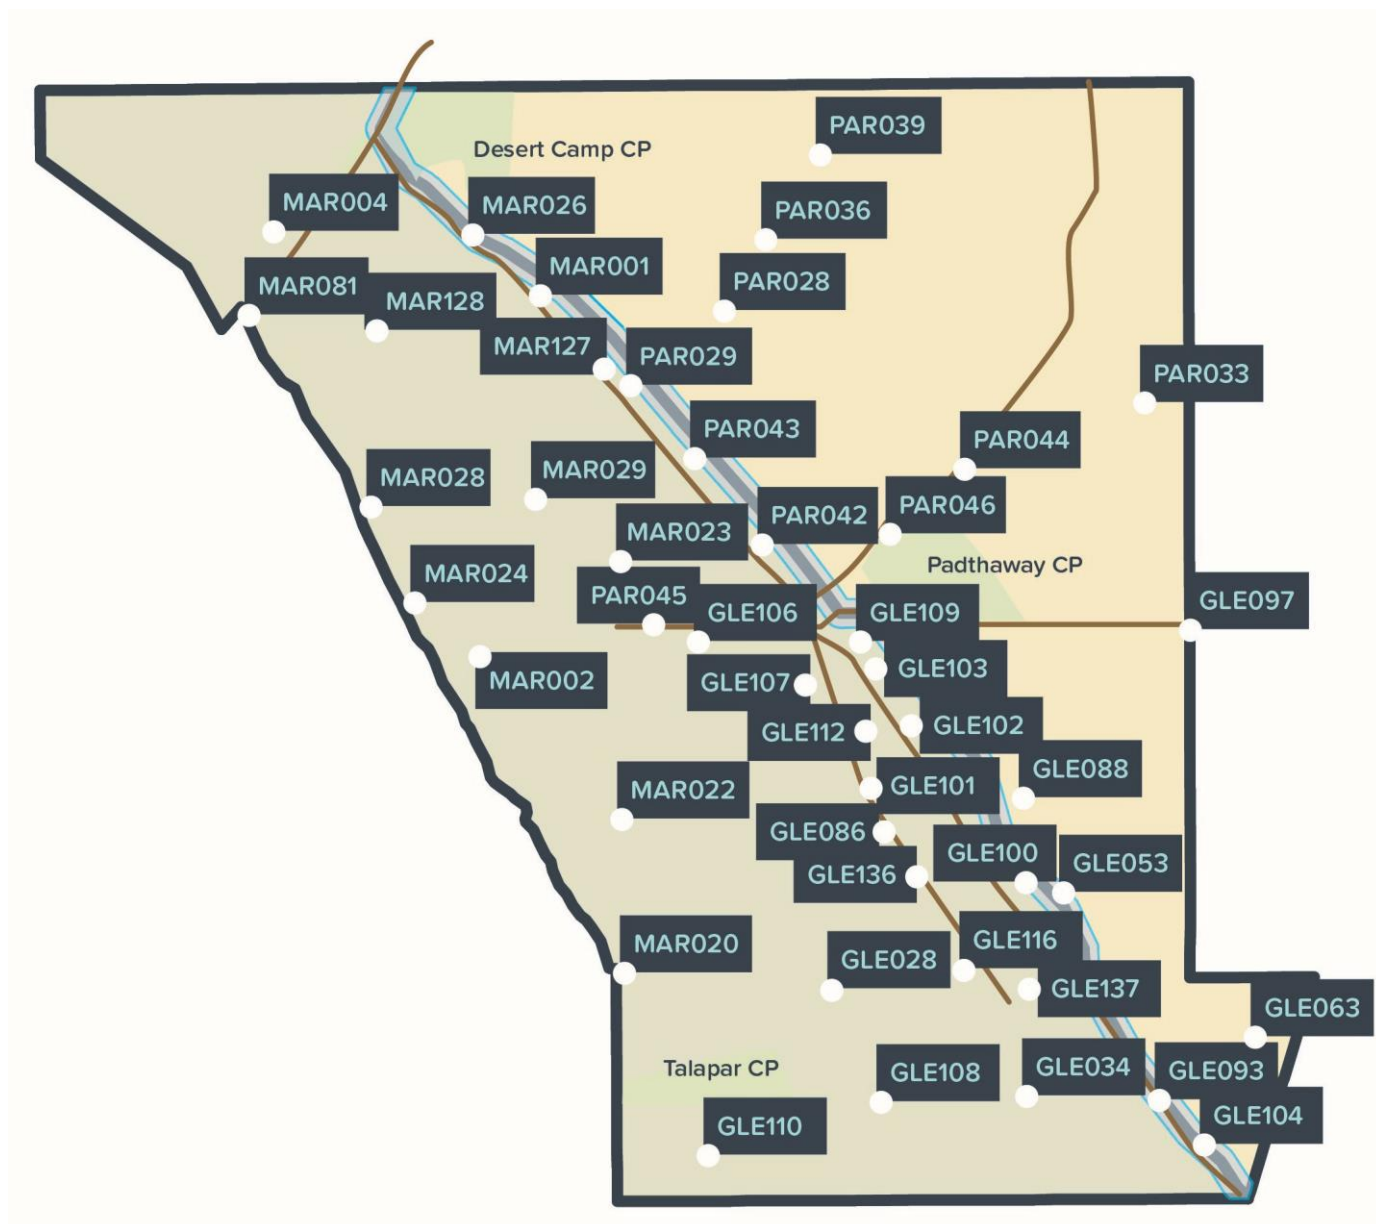 PAR039
Desert Camp CP
MAR004
MAR026
PAR036
MAR001
PAR028
MAR081
MAR128
MAR127
PAR029
PAR033
PAR043
PAR044
MAR028
MAR029
PAR046
PAR042
MAR023
Padthaway CP
MAR024
PAR045
GLE106
GLE109
GLE097
MAR002
GLE107
GLE103
GLE112
GLE102
GLE088
MAR022
GLE101
GLE086
GLE100
GLE053
GLE136
MAR020
GLE028
GLE116
GLE137
GLE063
Talapar CP
GLE108
GLE034
GLE093
GLE110
GLE104